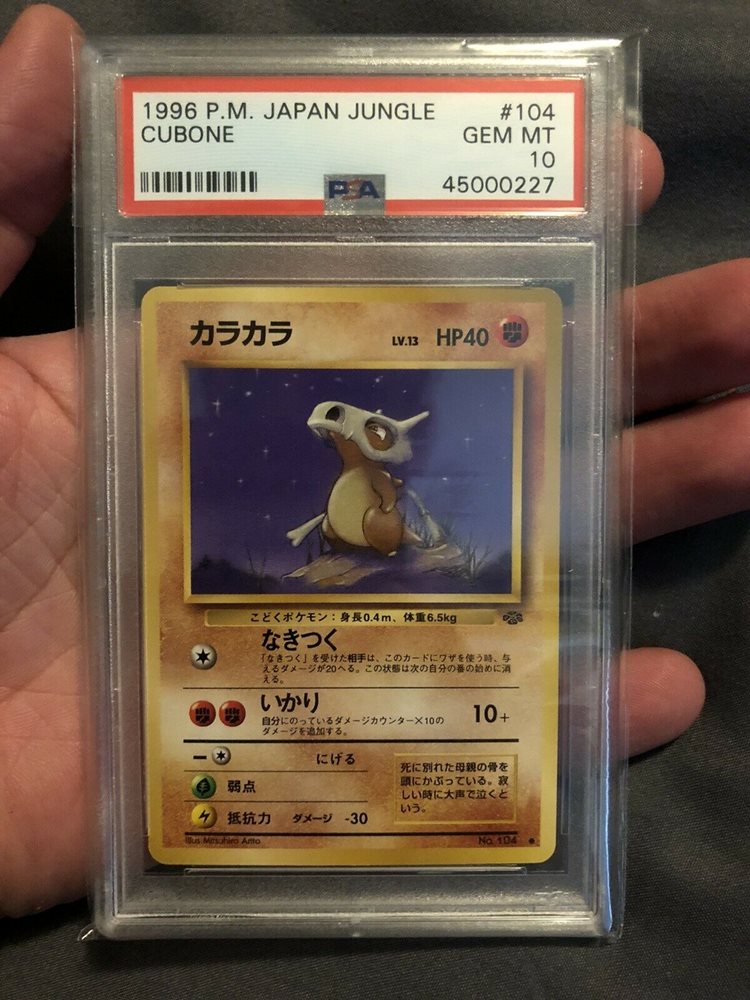 1996 P.M. JAPAN JUNGLE #104
CUBONE GEM MT
10
PSA 45000227
カラカラ LV.13 HP40
こどくポケモン：身長0.4m、体重6.5kg
なきつく
「なきつく」を受けた相手は、このカードにワザを使う時、与
えるダメージが20へる。この状態は次の自分の番の始めに消
える。
いかり 10+
自分にのっているダメージカウンター×10の
ダメージを追加する。
にげる
弱点
抵抗力 ダメージ -30
死に別れた母親の骨を
頭にかぶっている。寂
しい時に大声で泣くと
いう。
Illus. Mitsuhiro Arita
No. 104